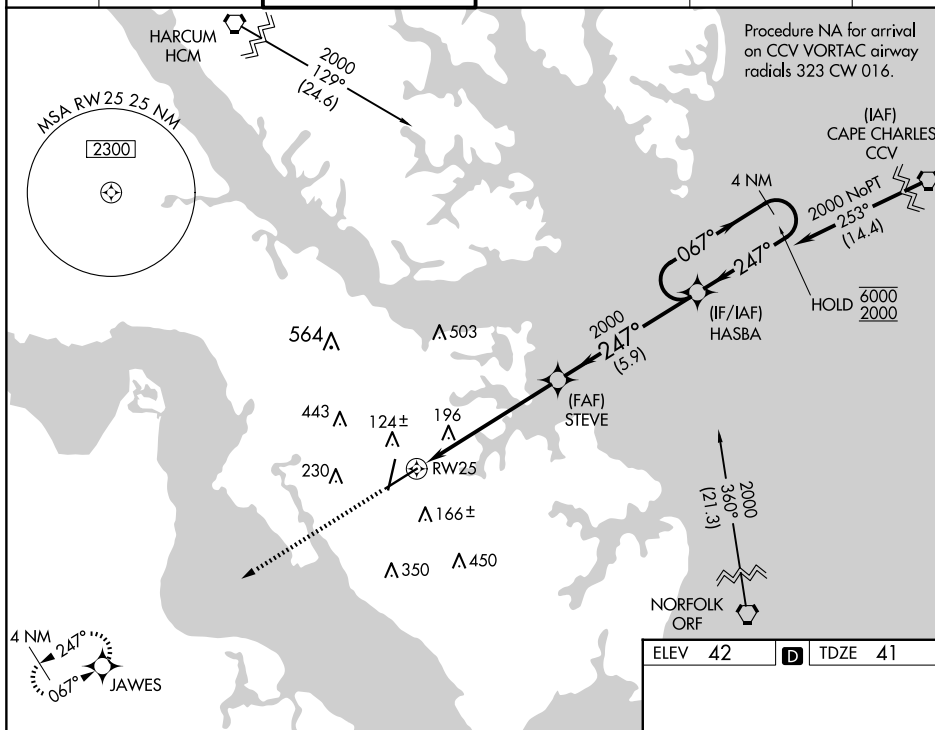 HARCUM
HCM
2000
129°
(24.6)
Procedure NA for arrival
on CCV VORTAC airway
radials 323 CW 016.
MSA RW 25 25 NM
2300
(IAF)
CAPE CHARLES
CCV
4 NM
2000 NoPT
253°
(14.4)
067°
247°
HOLD
6000
2000
(IF/IAF)
HASBA
2000
247°
(5.9)
(FAF)
STEVE
564
503
443
124±
196
230
RW25
166±
350
450
2000
360°
(21.3)
NORFOLK
ORF
4 NM
247°
067°
JAWES
ELEV 42 D TDZE 41